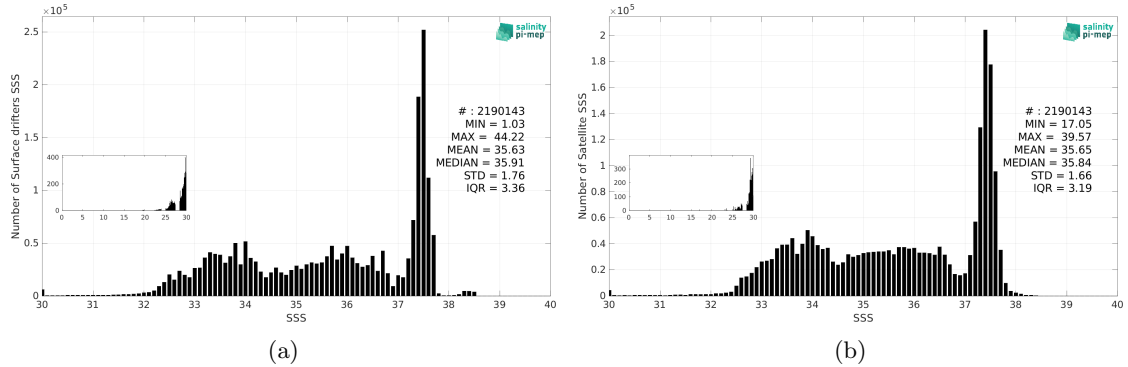 ×10⁵
salinity
pi-mep
2.5
2
1.5
1
0.5
0
Number of Surface drifters SSS
# : 2190143
MIN = 1.03
MAX = 44.22
MEAN = 35.63
MEDIAN = 35.91
STD = 1.76
IQR = 3.36
400
200
0
0 5 10 15 20 25 30
30 31 32 33 34 35 36 37 38 39 40
SSS
(a)
×10⁵
salinity
pi-mep
2
1.8
1.6
1.4
1.2
1
0.8
0.6
0.4
0.2
0
Number of Satellite SSS
# : 2190143
MIN = 17.05
MAX = 39.57
MEAN = 35.65
MEDIAN = 35.84
STD = 1.66
IQR = 3.19
300
200
100
0
0 5 10 15 20 25 30
30 31 32 33 34 35 36 37 38 39 40
SSS
(b)